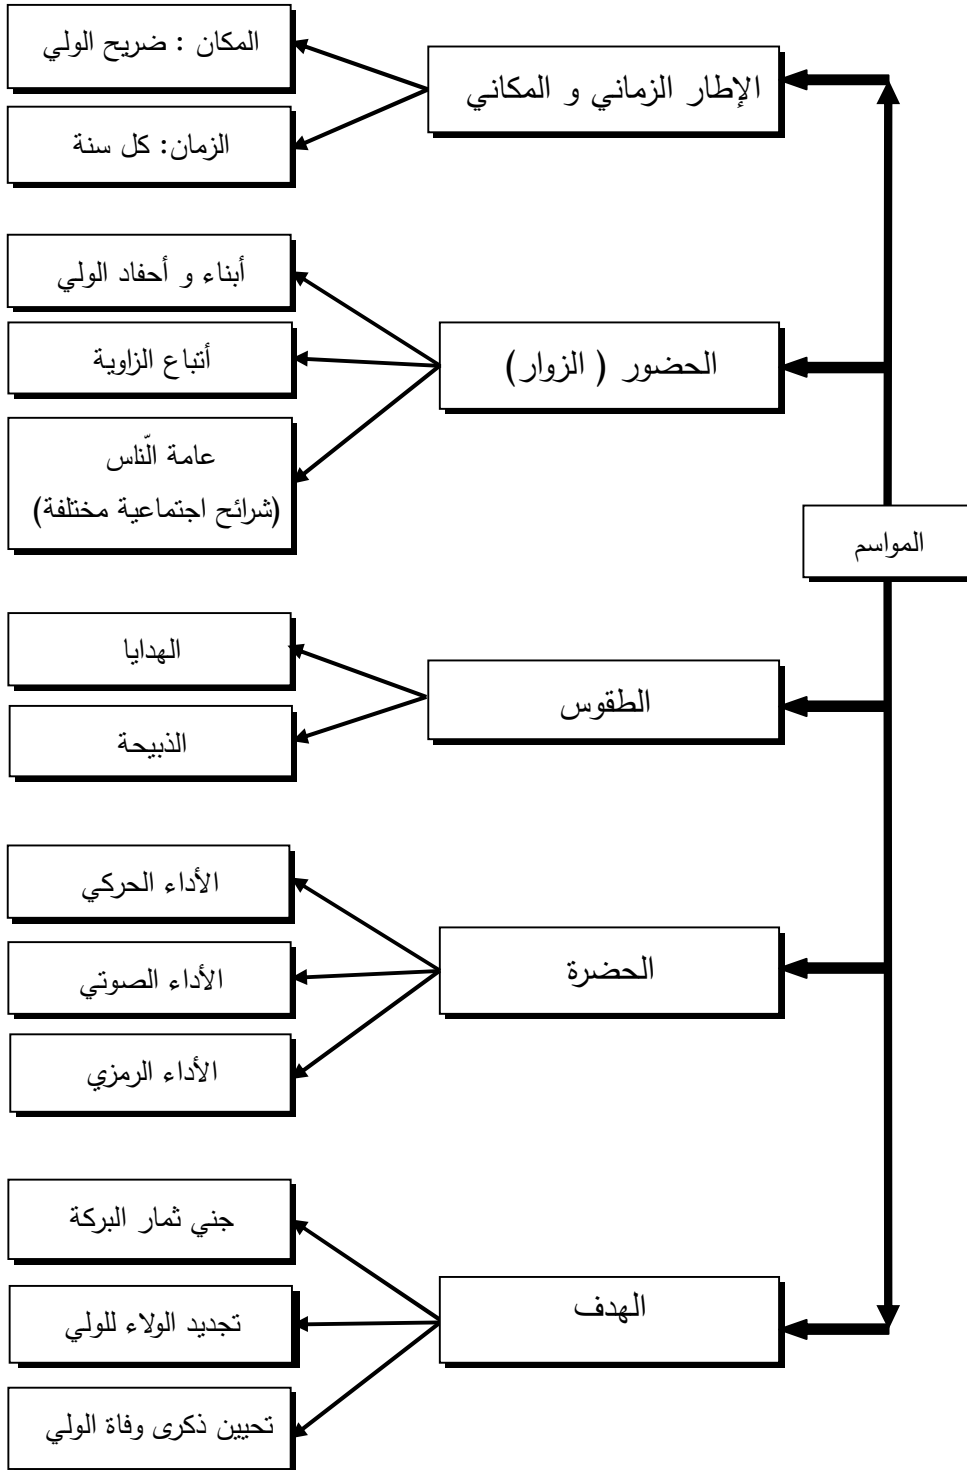 المواسم
الإطار الزماني و المكاني
المكان : ضريح الولي
الزمان: كل سنة
الحضور ( الزوار)
أبناء و أحفاد الولي
أتباع الزاوية
عامة النّاس
(شرائح اجتماعية مختلفة)
الطقوس
الهدايا
الذبيحة
الحضرة
الأداء الحركي
الأداء الصوتي
الأداء الرمزي
الهدف
جني ثمار البركة
تجديد الولاء للولي
تحيين ذكرى وفاة الولي